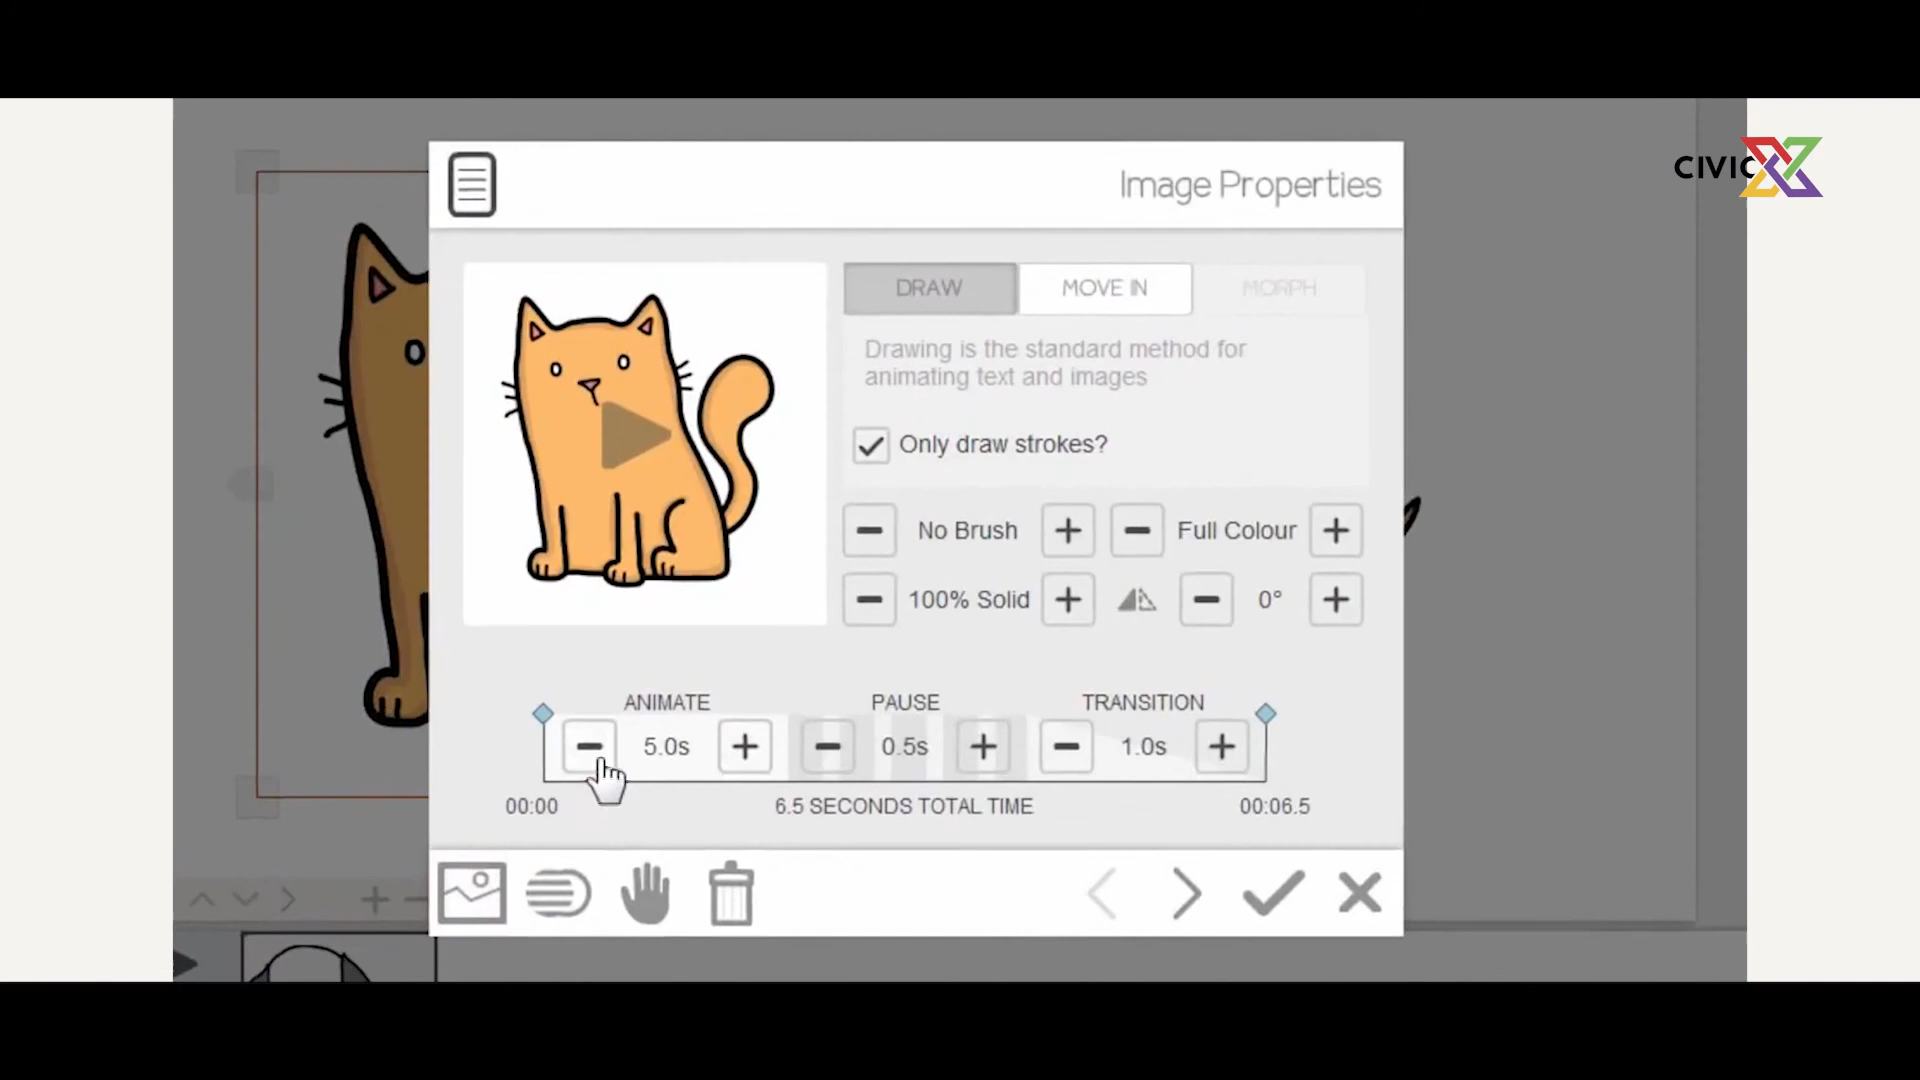 CIVIC
Image Properties
DRAW
MOVE IN
MORPH
Drawing is the standard method for
animating text and images
Only draw strokes?
No Brush
Full Colour
100% Solid
0°
ANIMATE
PAUSE
TRANSITION
5.0s
0.5s
1.0s
00:00
6.5 SECONDS TOTAL TIME
00:06.5